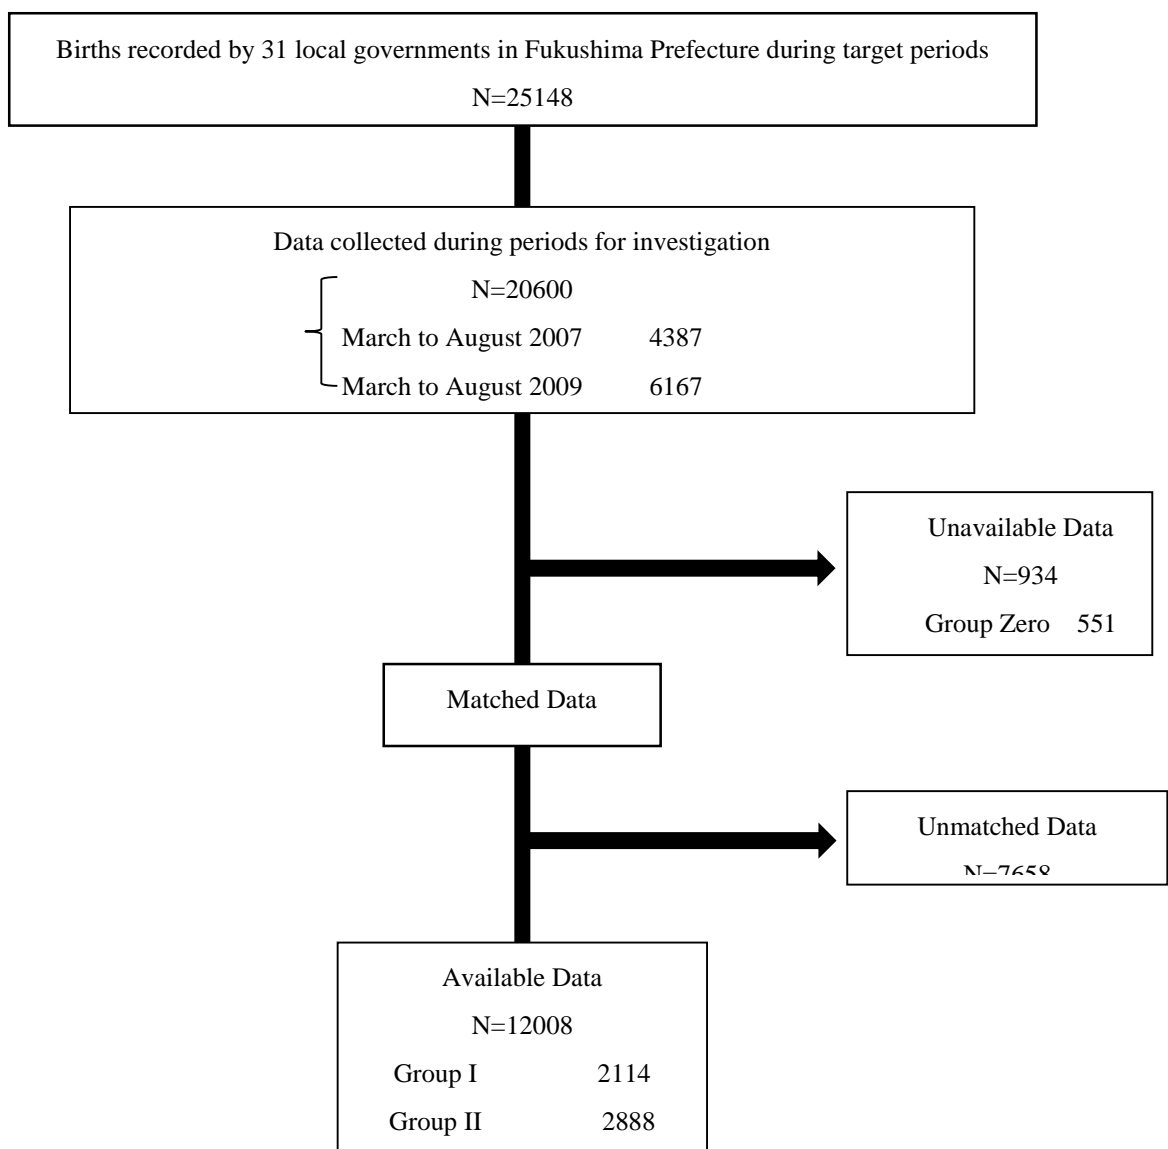 Births recorded by 31 local governments in Fukushima Prefecture during target periods
N=25148
Data collected during periods for investigation
N=20600
March to August 2007 4387
March to August 2009 6167
Unavailable Data
N=934
Group Zero 551
Matched Data
Unmatched Data
N=7658
Available Data
N=12008
Group I 2114
Group II 2888